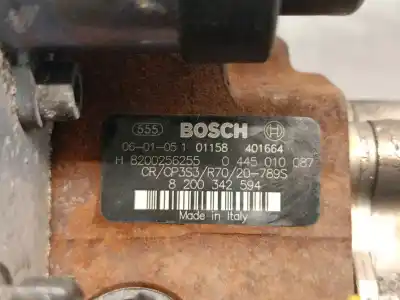 555 BOSCH
06-01-05 1 01158 401664
H 8200256255 0 445 010 087
CR/CP3S3/R70/20-789S
8 200 342 594
Made in Italy